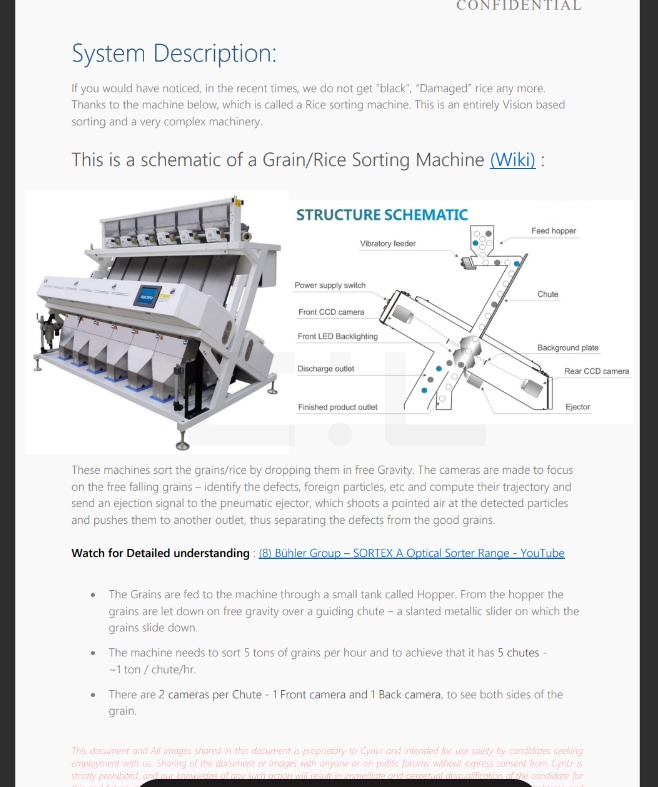 CONFIDENTIAL
System Description:
If you would have noticed, in the recent times, we do not get "black", "Damaged" rice any more.
Thanks to the machine below, which is called a Rice sorting machine. This is an entirely Vision based
sorting and a very complex machinery.
This is a schematic of a Grain/Rice Sorting Machine (Wiki) :
STRUCTURE SCHEMATIC
Feed hopper
Vibratory feeder
Power supply switch
Chute
Front CCD camera
Front LED Backlighting
Background plate
Discharge outlet
Rear CCD camera
Finished product outlet
Ejector
These machines sort the grains/rice by dropping them in free Gravity. The cameras are made to focus
on the free falling grains – identify the defects, foreign particles, etc and compute their trajectory and
send an ejection signal to the pneumatic ejector, which shoots a pointed air at the detected particles
and pushes them to another outlet, thus separating the defects from the good grains.
Watch for Detailed understanding : (8) Bühler Group – SORTEX A Optical Sorter Range - YouTube
• The Grains are fed to the machine through a small tank called Hopper. From the hopper the
grains are let down on free gravity over a guiding chute – a slanted metallic slider on which the
grains slide down.
• The machine needs to sort 5 tons of grains per hour and to achieve that it has 5 chutes -
~1 ton / chute/hr.
• There are 2 cameras per Chute - 1 Front camera and 1 Back camera, to see both sides of the
grain.
This document and All images shared in this document is proprietary to CynLr and intended for use solely by candidates seeking
employment with us. Sharing of the document or images with anyone or on public forums without express consent from CynLr is
strictly prohibited, and our knowledge of any such action will result in immediate and perpetual disqualification of the candidate for